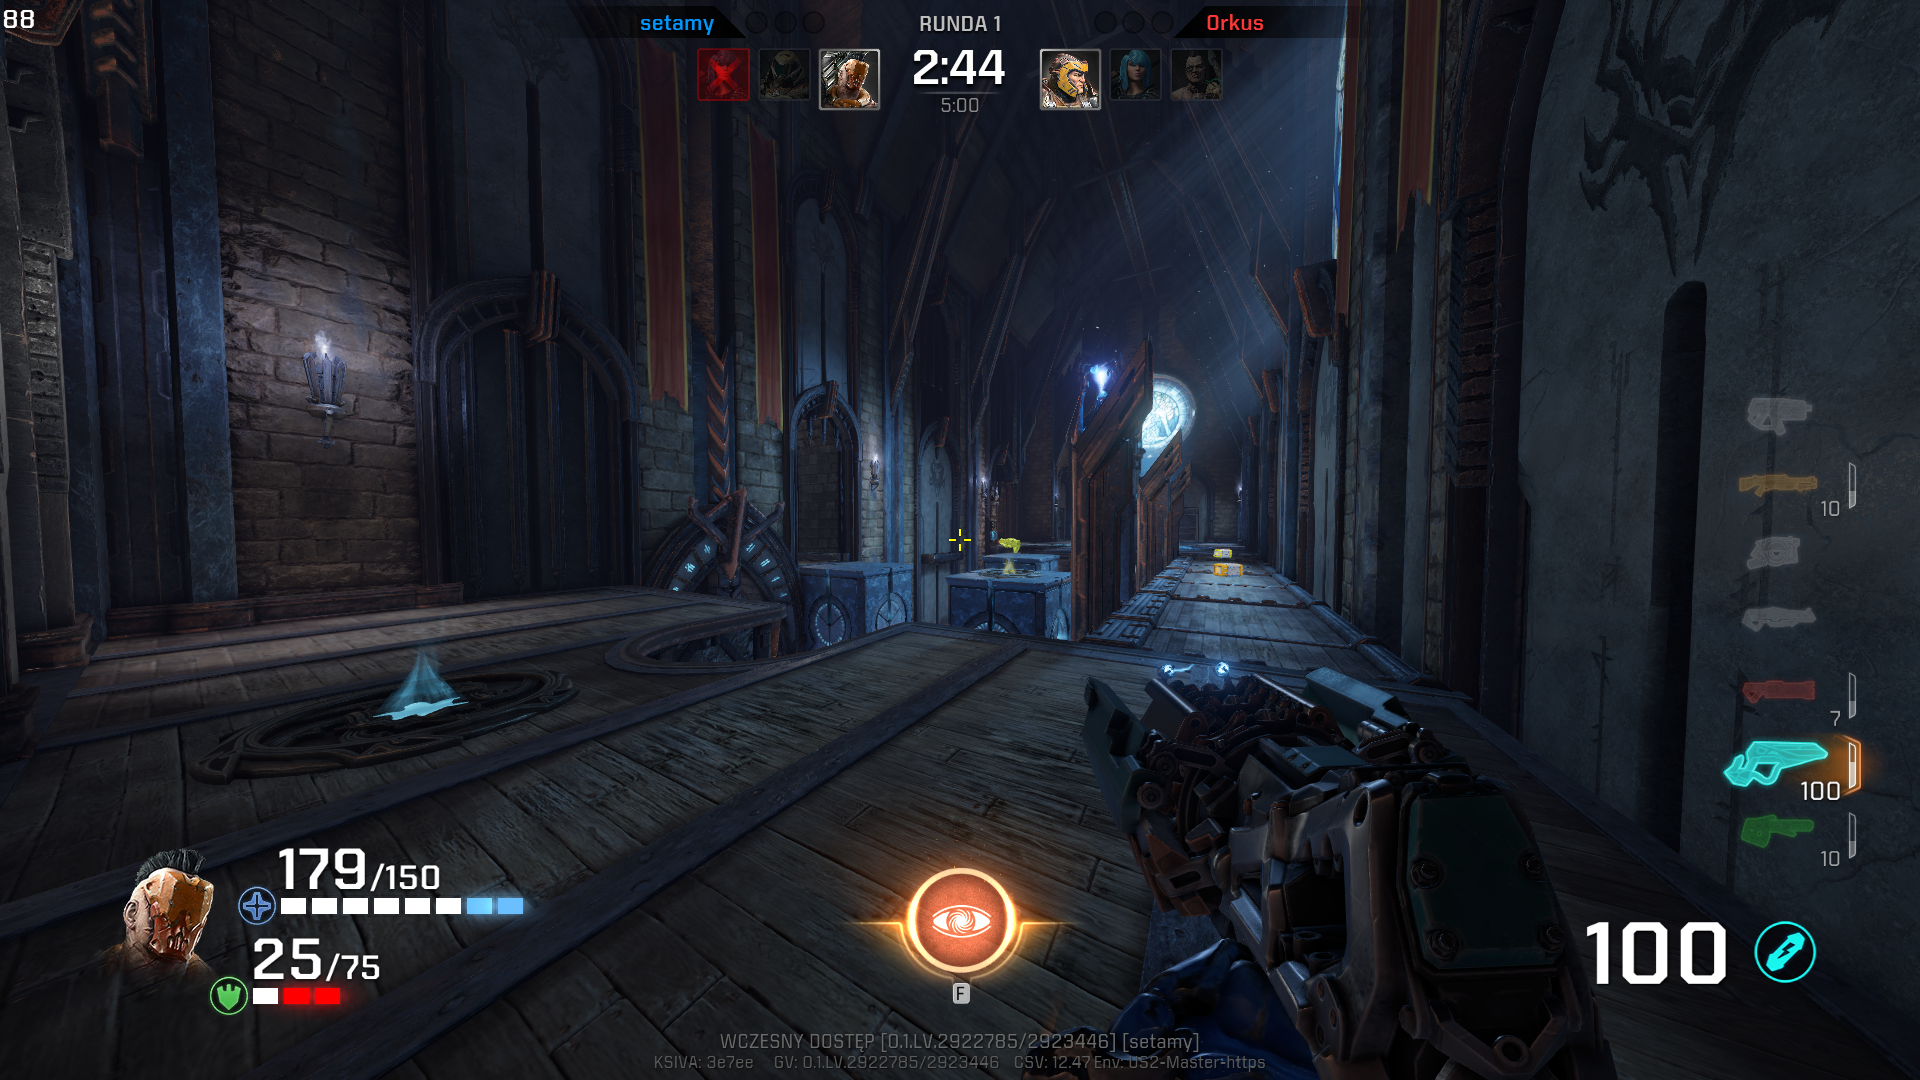 88
setamy
RUNDA 1
Orkus
2:44
5:00
10
7
100
10
179/150
25/75
100
F
WCZESNY DOSTĘP [0.1.LV.2922785/2923446] [setamy]
KSIVA: 3e7ee GV: 0.1.LV.2922785/2923446 CSV: 12.47 Env: US2-Master-https